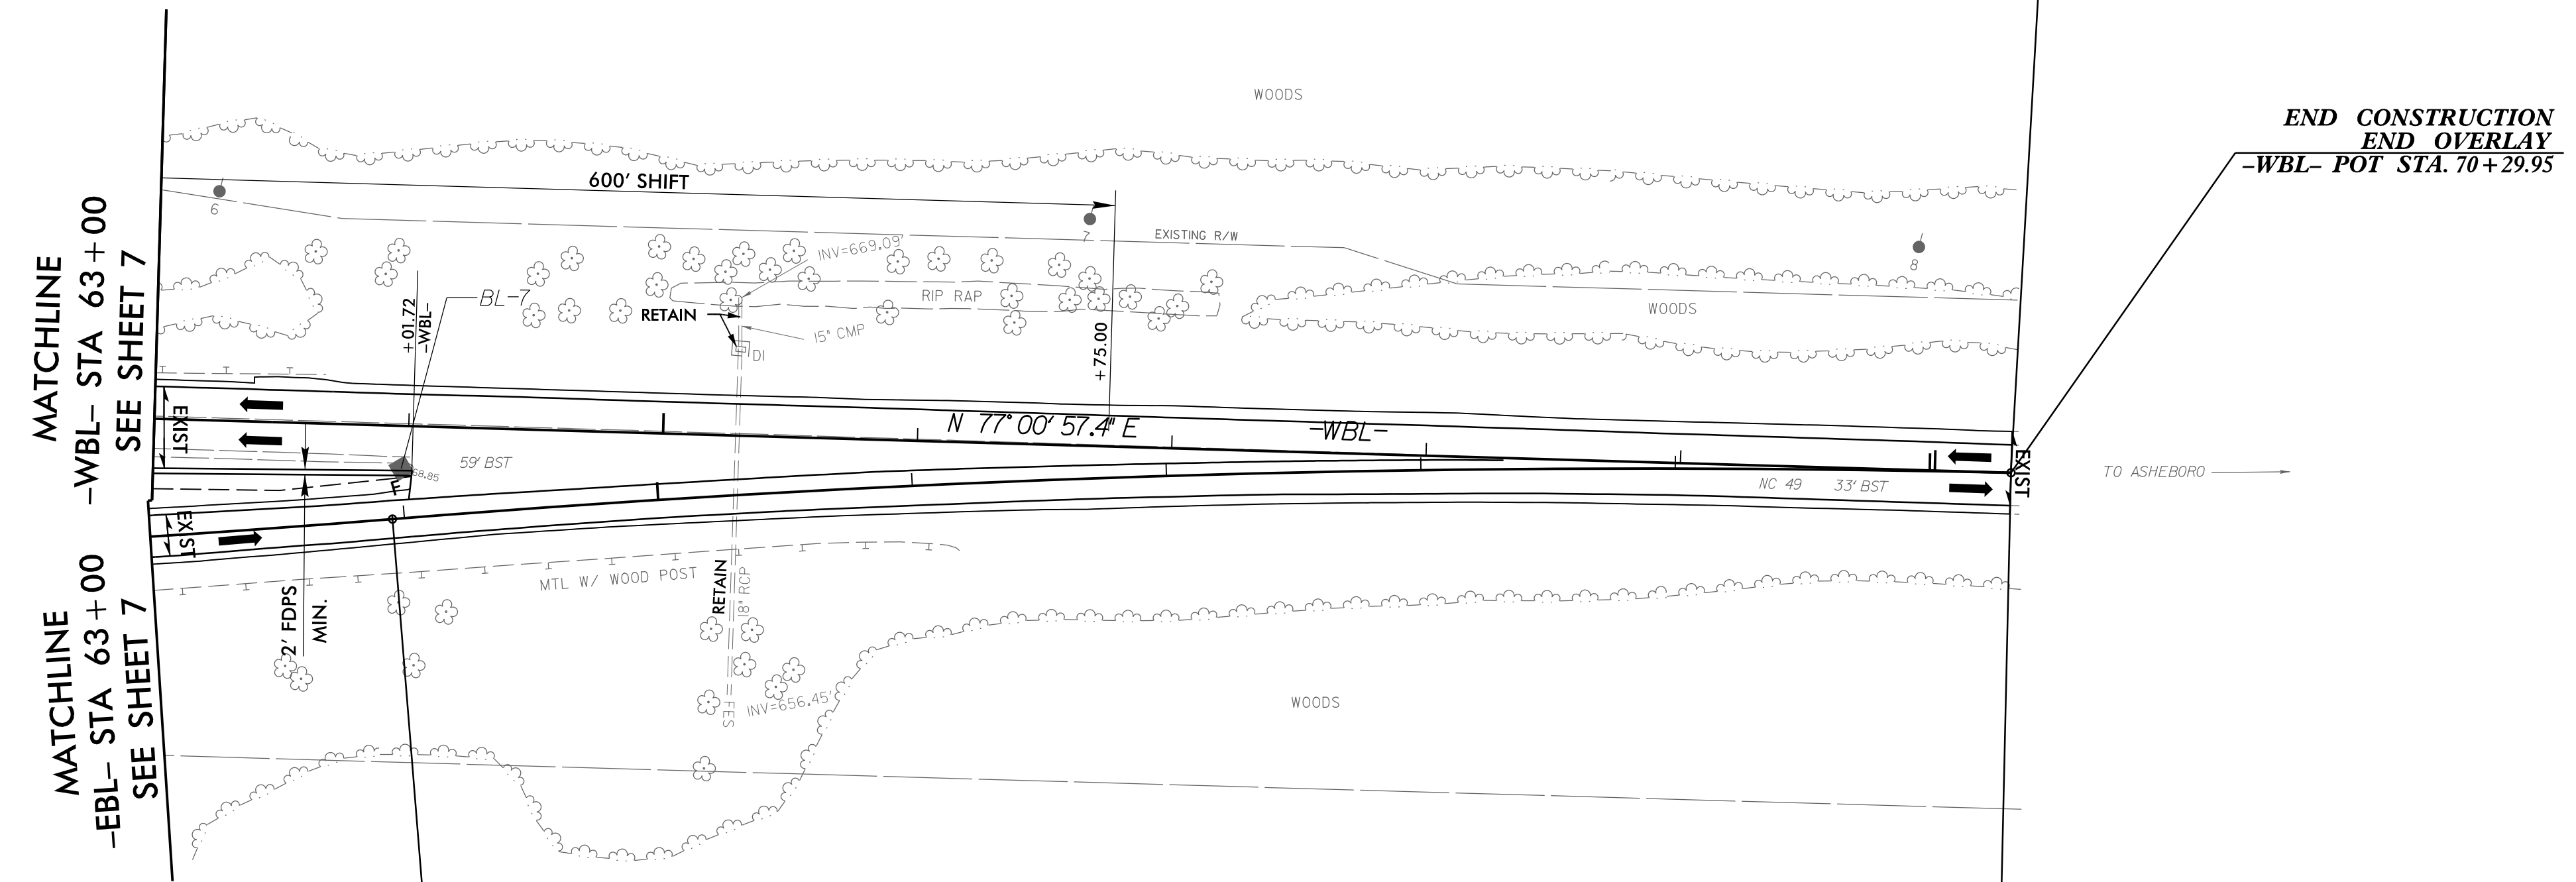 WOODS
END CONSTRUCTION
END OVERLAY
–WBL– POT STA. 70+29.95
600' SHIFT
6
7
8
EXISTING R/W
MATCHLINE
–WBL– STA 63+00
SEE SHEET 7
INV=669.09'
BL-7
+01.72
–WBL–
RETAIN
RIP RAP
WOODS
15" CMP
DI
+75.00
EXIST
N 77°00'57.4" E
–WBL–
59' BST
68.85
F
EXIST
TO ASHEBORO
NC 49 33' BST
EXIST
MATCHLINE
–EBL– STA 63+00
SEE SHEET 7
2' FDPS
MIN.
MTL W/ WOOD POST
RETAIN
18" RCP
FES
INV=656.45'
WOODS